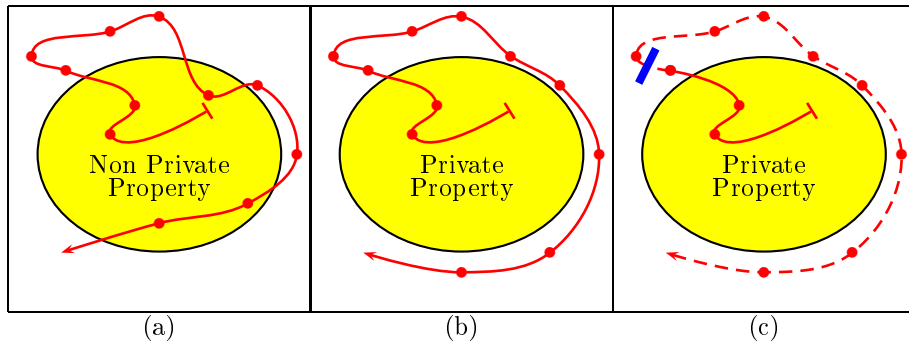 Non Private
Property
Private
Property
Private
Property
(a)
(b)
(c)